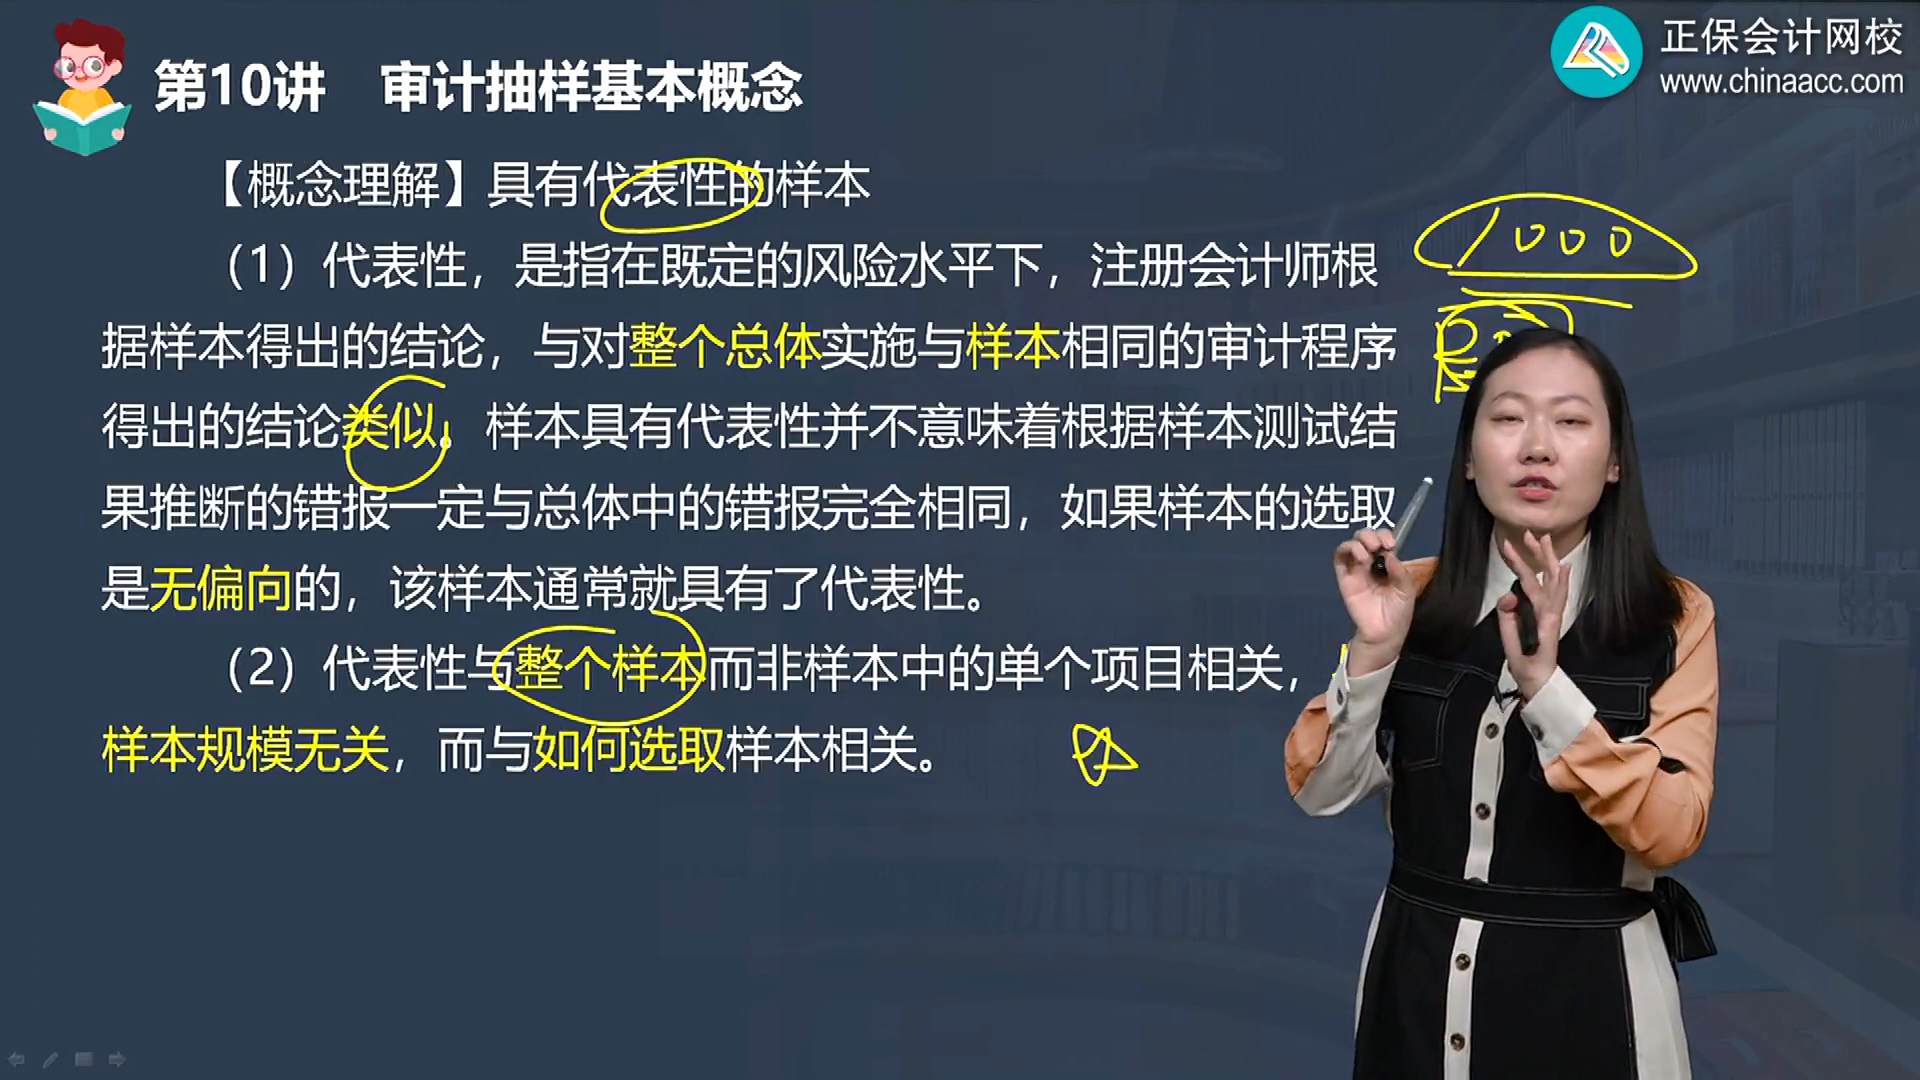 正保会计网校
www.chinaacc.com
第10讲 审计抽样基本概念
【概念理解】具有代表性的样本
（1）代表性，是指在既定的风险水平下，注册会计师根
据样本得出的结论，与对整个总体实施与样本相同的审计程序
得出的结论类似。样本具有代表性并不意味着根据样本测试结
果推断的错报一定与总体中的错报完全相同，如果样本的选取
是无偏向的，该样本通常就具有了代表性。
（2）代表性与整个样本而非样本中的单个项目相关，
样本规模无关，而与如何选取样本相关。
1000